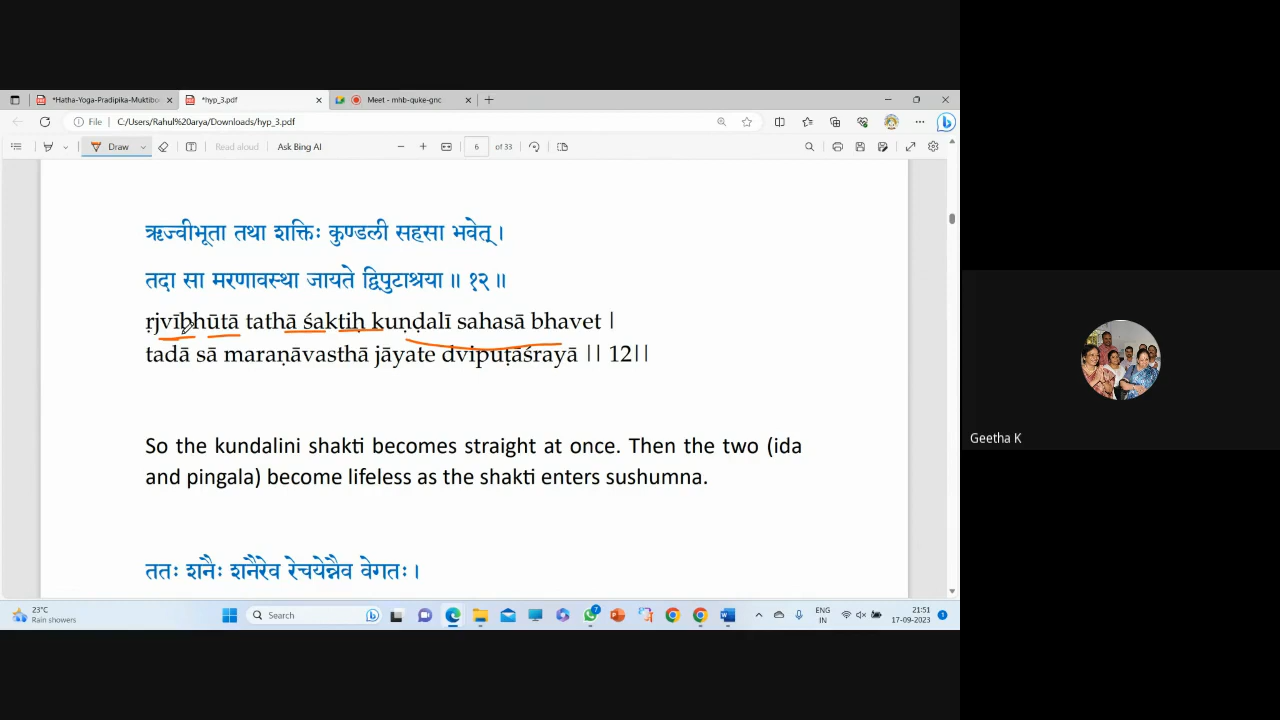 *Hatha-Yoga-Pradipika-Muktibo
*hyp_3.pdf
Meet - mhb-quke-gnc
File
C:/Users/Rahul%20arya/Downloads/hyp_3.pdf
Draw
Read aloud
Ask Bing AI
6
of 33
ऋज्वीभूता तथा शक्तिः कुण्डली सहसा भवेत् ।
तदा सा मरणावस्था जायते द्विपुटाश्रया ॥ १२ ॥
ṛjvībhūtā tathā śaktiḥ kuṇḍalī sahasā bhavet |
tadā sā maraṇāvasthā jāyate dvipuṭāśrayā || 12||
So the kundalini shakti becomes straight at once. Then the two (ida
and pingala) become lifeless as the shakti enters sushumna.
ततः शनैः शनैरेव रेचयेन्नैव वेगतः ।
Geetha K
23°C
Rain showers
Search
7
ENG
IN
21:51
17-09-2023
1